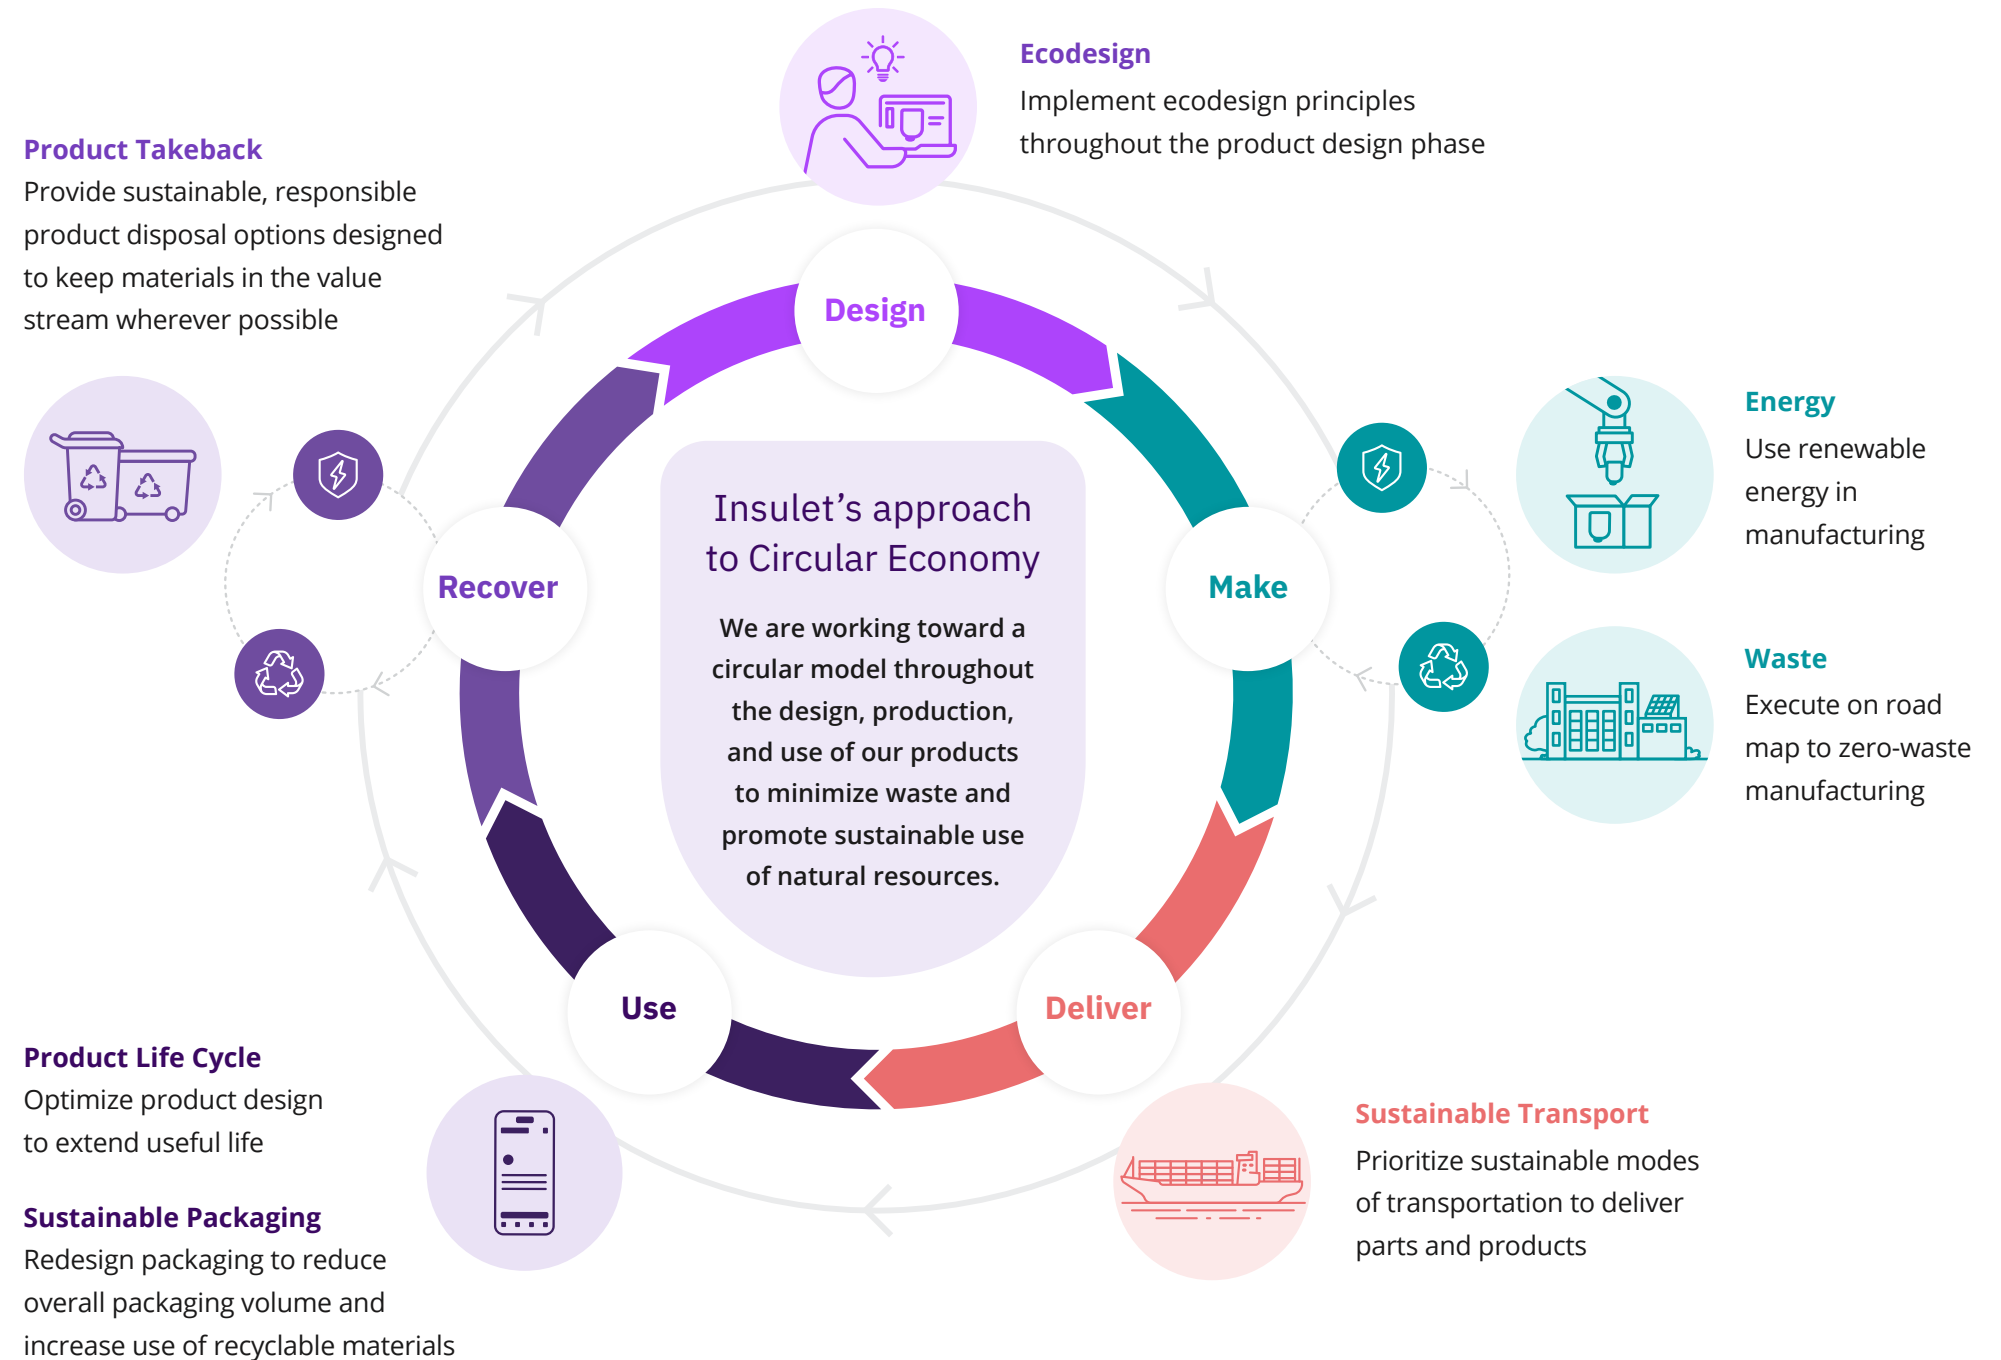 Ecodesign
Implement ecodesign principles
throughout the product design phase
Product Takeback
Provide sustainable, responsible
product disposal options designed
to keep materials in the value
stream wherever possible
Design
Energy
Use renewable
energy in
manufacturing
Insulet’s approach
to Circular Economy
We are working toward a
circular model throughout
the design, production,
and use of our products
to minimize waste and
promote sustainable use
of natural resources.
Recover
Make
Waste
Execute on road
map to zero-waste
manufacturing
Use
Deliver
Product Life Cycle
Optimize product design
to extend useful life
Sustainable Packaging
Redesign packaging to reduce
overall packaging volume and
increase use of recyclable materials
Sustainable Transport
Prioritize sustainable modes
of transportation to deliver
parts and products